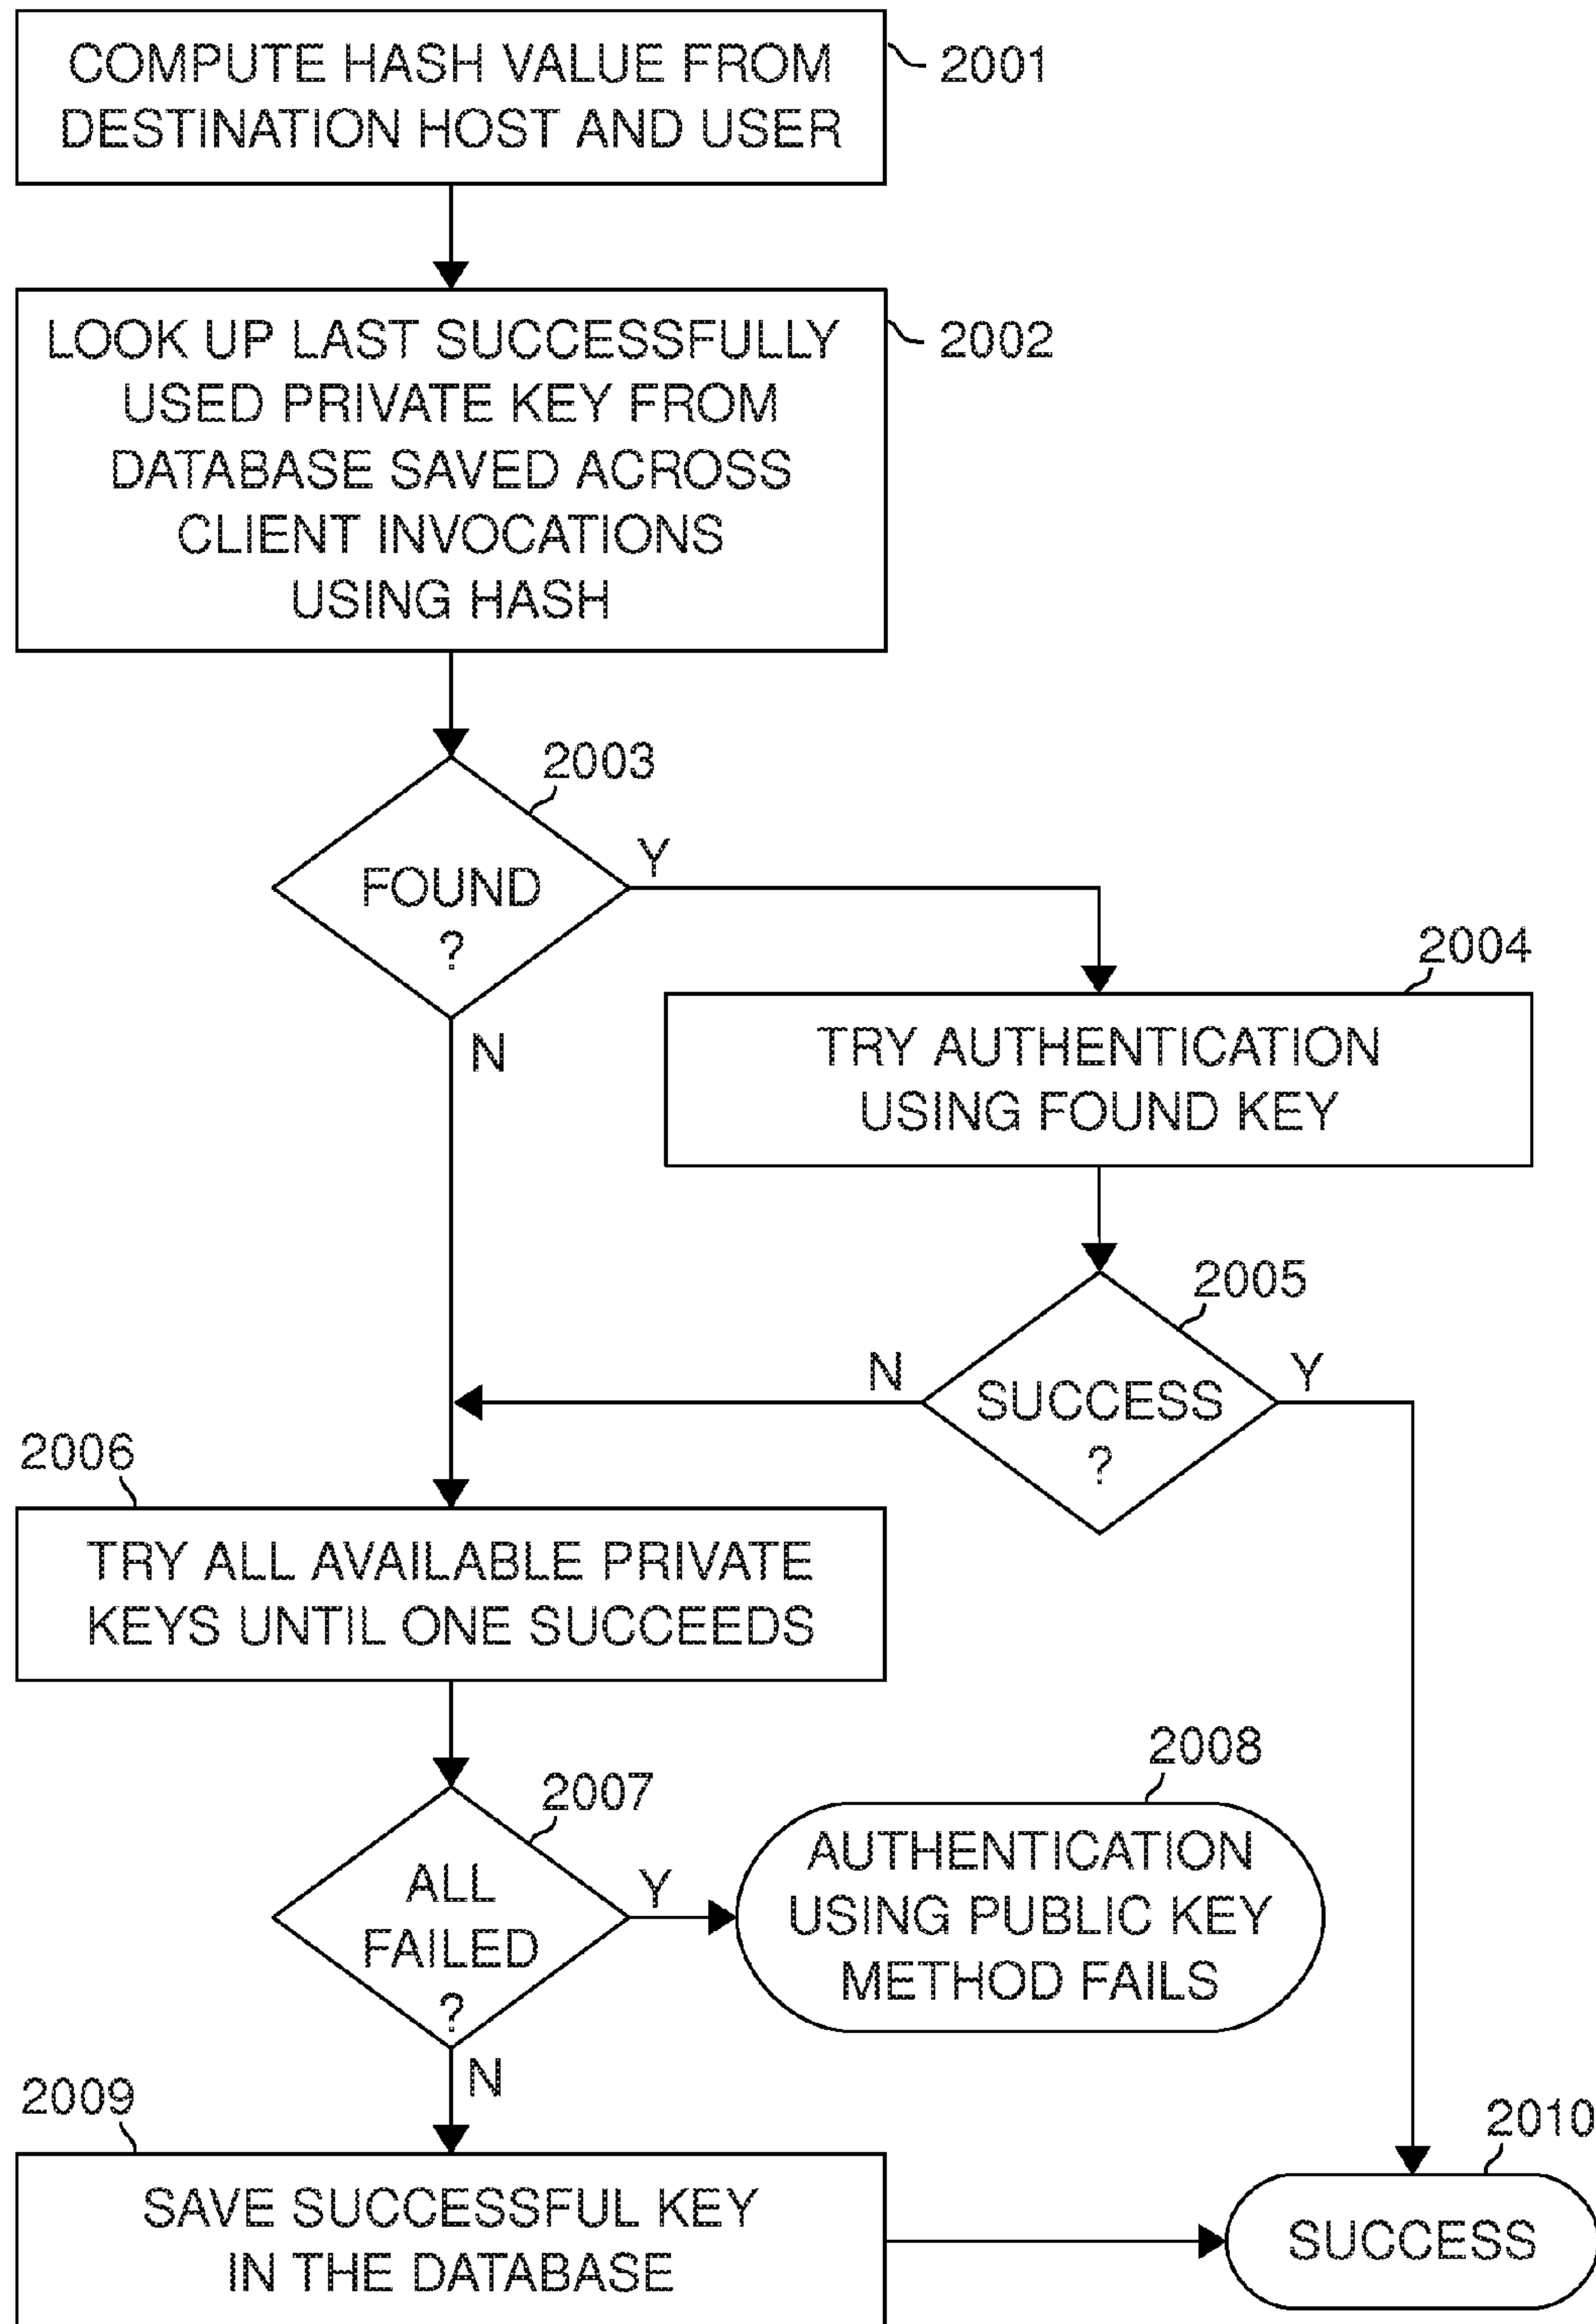 COMPUTE HASH VALUE FROM
DESTINATION HOST AND USER
2001
LOOK UP LAST SUCCESSFULLY
USED PRIVATE KEY FROM
DATABASE SAVED ACROSS
CLIENT INVOCATIONS
USING HASH
2002
2003
FOUND
?
Y
N
2004
TRY AUTHENTICATION
USING FOUND KEY
2005
SUCCESS
?
N
Y
2006
TRY ALL AVAILABLE PRIVATE
KEYS UNTIL ONE SUCCEEDS
2007
ALL
FAILED
?
Y
N
2008
AUTHENTICATION
USING PUBLIC KEY
METHOD FAILS
2009
SAVE SUCCESSFUL KEY
IN THE DATABASE
2010
SUCCESS